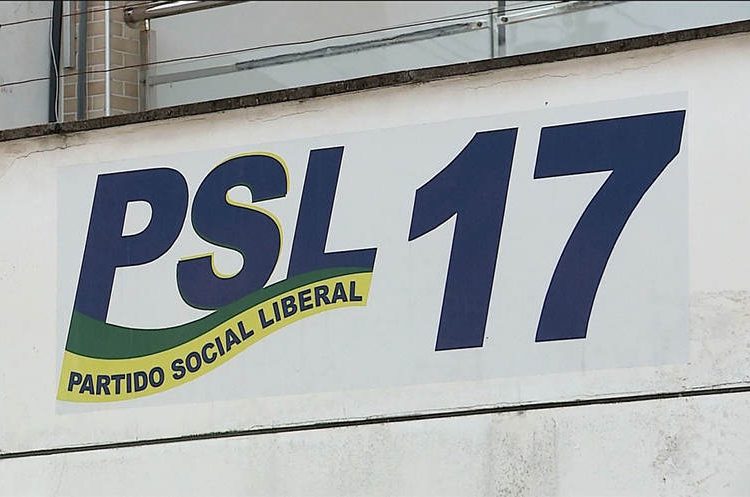 PSL 17
PARTIDO SOCIAL LIBERAL